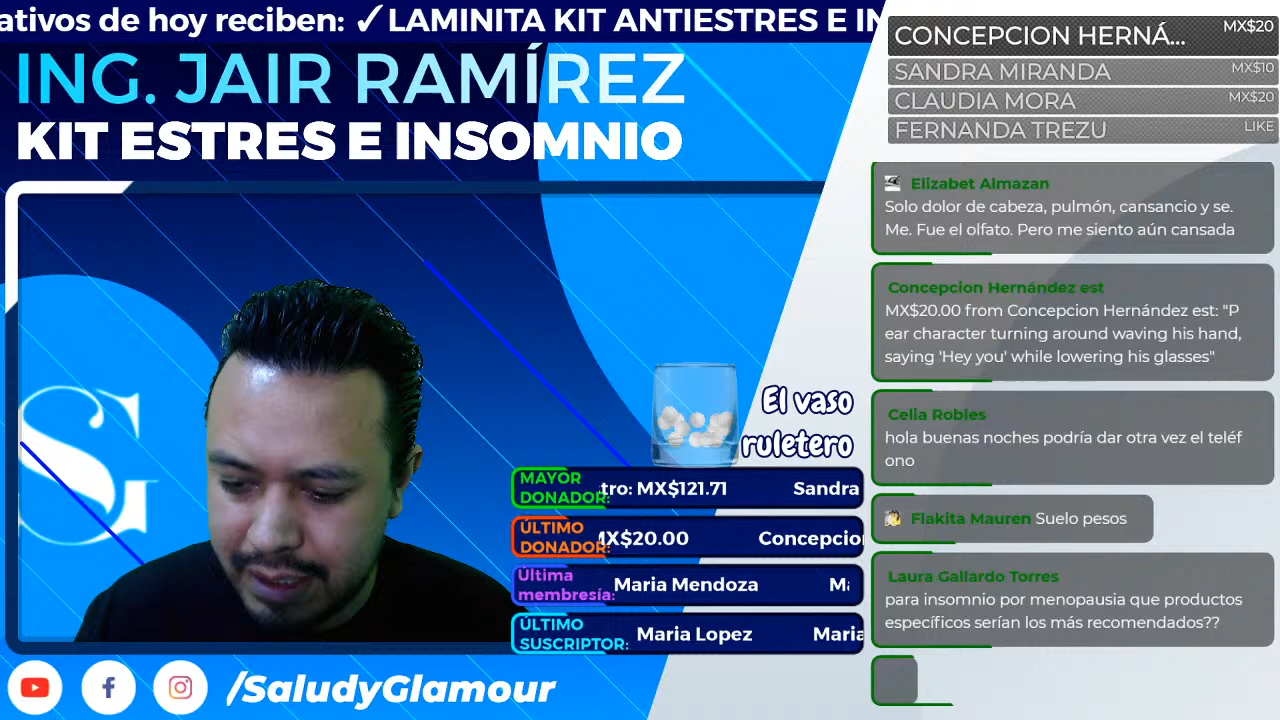 ativos de hoy reciben: ✓LAMINITA KIT ANTIESTRES E IN
ING. JAIR RAMÍREZ
KIT ESTRES E INSOMNIO
CONCEPCION HERNÁ... MX$20
SANDRA MIRANDA MX$10
CLAUDIA MORA MX$20
FERNANDA TREZU LIKE
Elizabet Almazan
Solo dolor de cabeza, pulmón, cansancio y se.
Me. Fue el olfato. Pero me siento aún cansada
Concepcion Hernández est
MX$20.00 from Concepcion Hernández est: "P
ear character turning around waving his hand,
saying 'Hey you' while lowering his glasses"
Celia Robles
hola buenas noches podría dar otra vez el teléf
ono
Flakita Mauren Suelo pesos
Laura Gallardo Torres
para insomnio por menopausia que productos
específicos serían los más recomendados??
S
G
El vaso
ruletero
MAYOR
DONADOR: tro: MX$121.71 Sandra
ÚLTIMO
DONADOR: MX$20.00 Concepcion
Última
membresía: Maria Mendoza Ma
ÚLTIMO
SUSCRIPTOR: Maria Lopez Maria
/SaludyGlamour